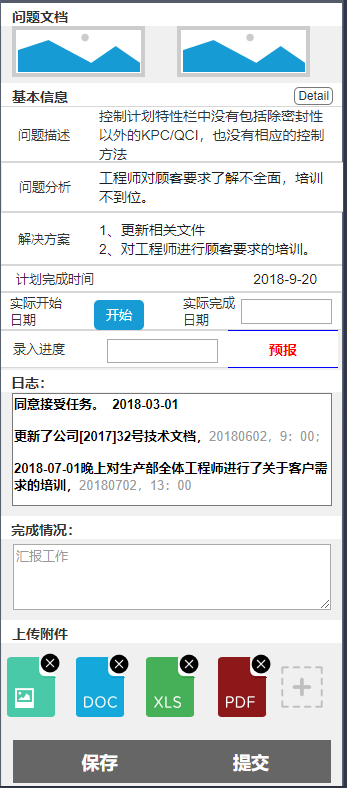 问题文档
基本信息 Detail
问题描述
控制计划特性栏中没有包括除密封性
以外的KPC/QCI，也没有相应的控制
方法
问题分析
工程师对顾客要求了解不全面，培训
不到位。
解决方案
1、更新相关文件
2、对工程师进行顾客要求的培训。
计划完成时间 2018-9-20
实际开始
日期
开始
实际完成
日期
录入进度 预报
日志：
同意接受任务。 2018-03-01
更新了公司[2017]32号技术文档，20180602，9：00；
2018-07-01晚上对生产部全体工程师进行了关于客户需
求的培训，20180702，13：00
完成情况：
汇报工作
上传附件
DOC XLS PDF
保存 提交